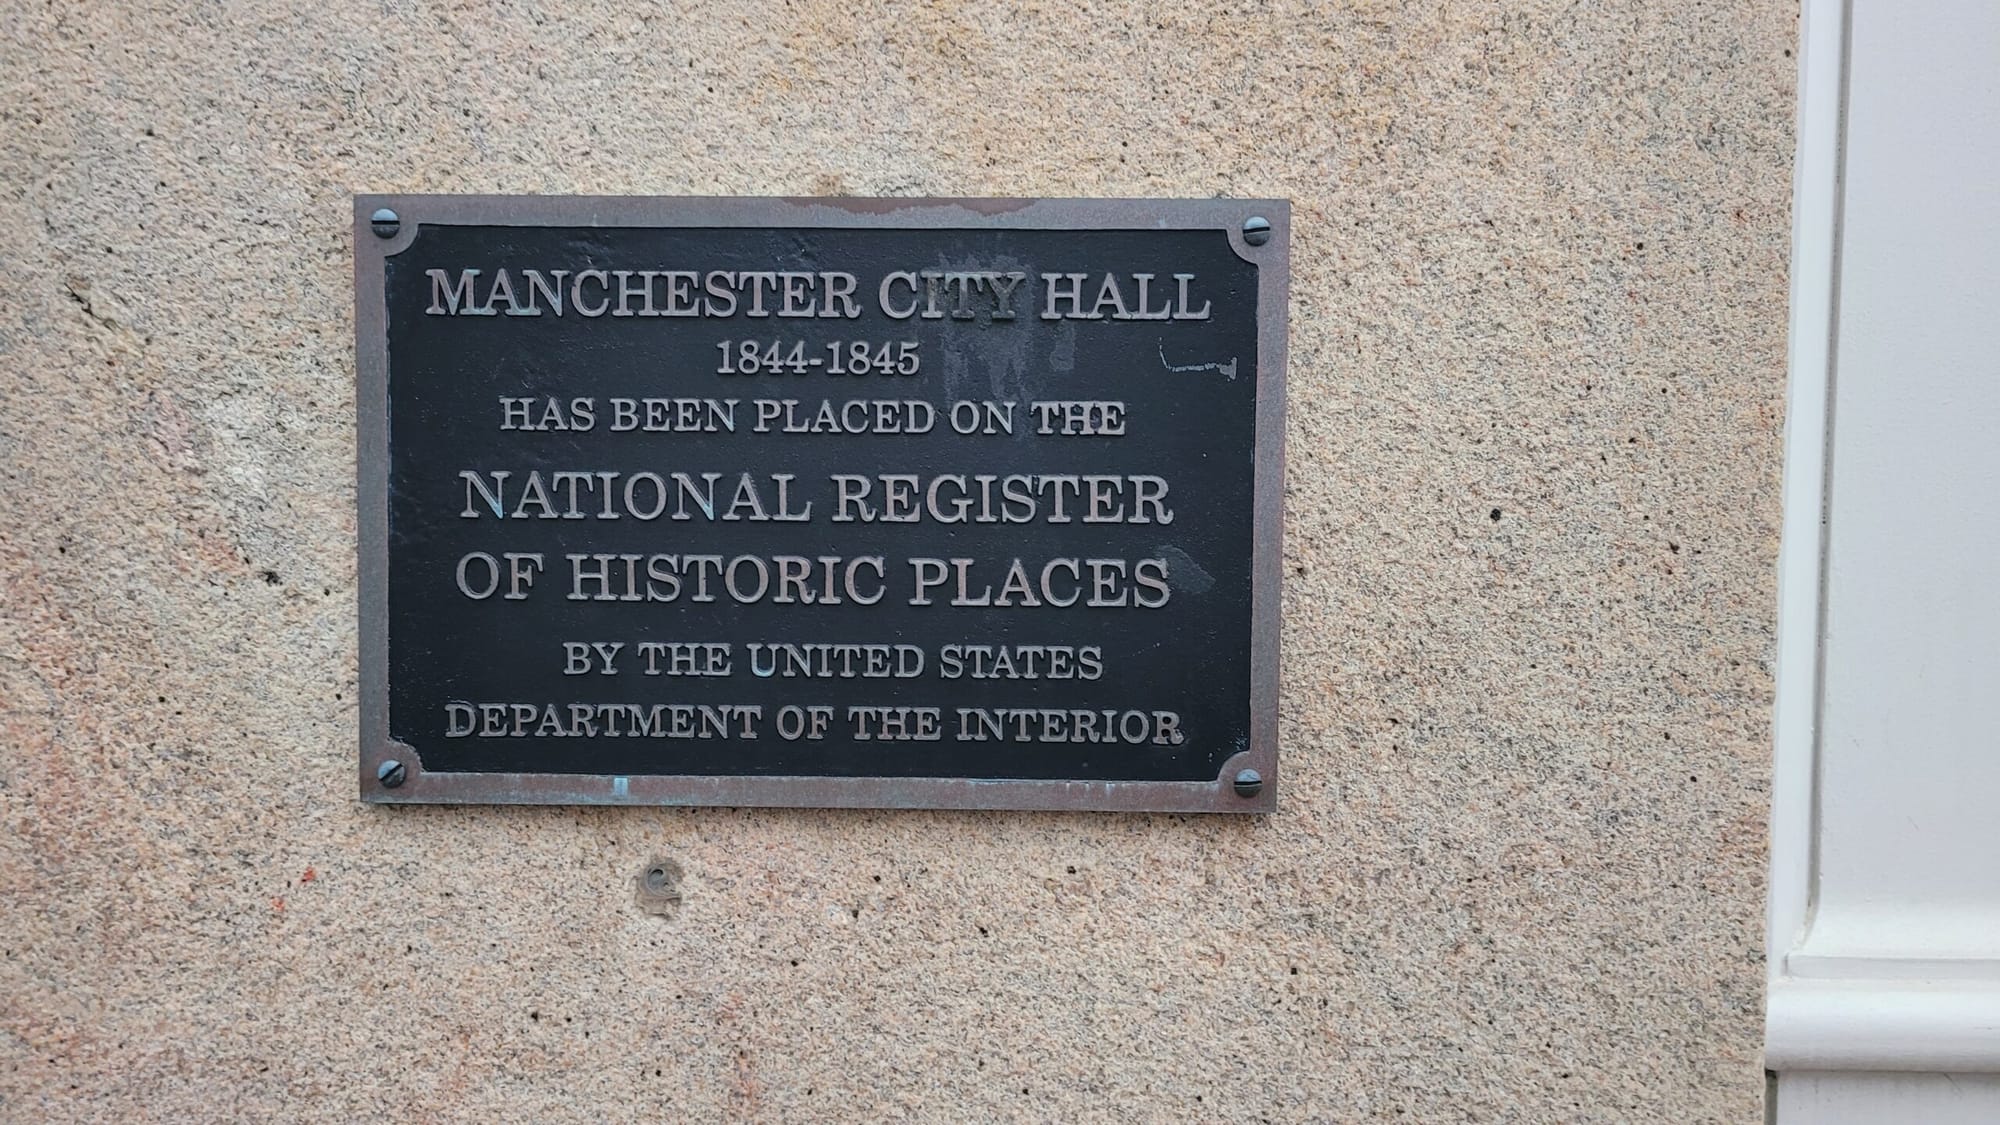 MANCHESTER CITY HALL
1844-1845
HAS BEEN PLACED ON THE
NATIONAL REGISTER
OF HISTORIC PLACES
BY THE UNITED STATES
DEPARTMENT OF THE INTERIOR